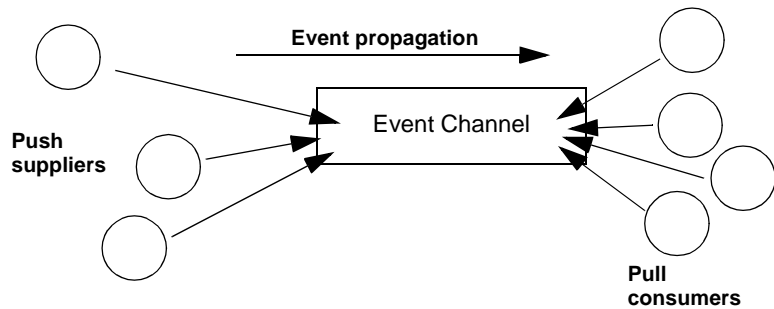 Event propagation
Event Channel
Push
suppliers
Pull
consumers